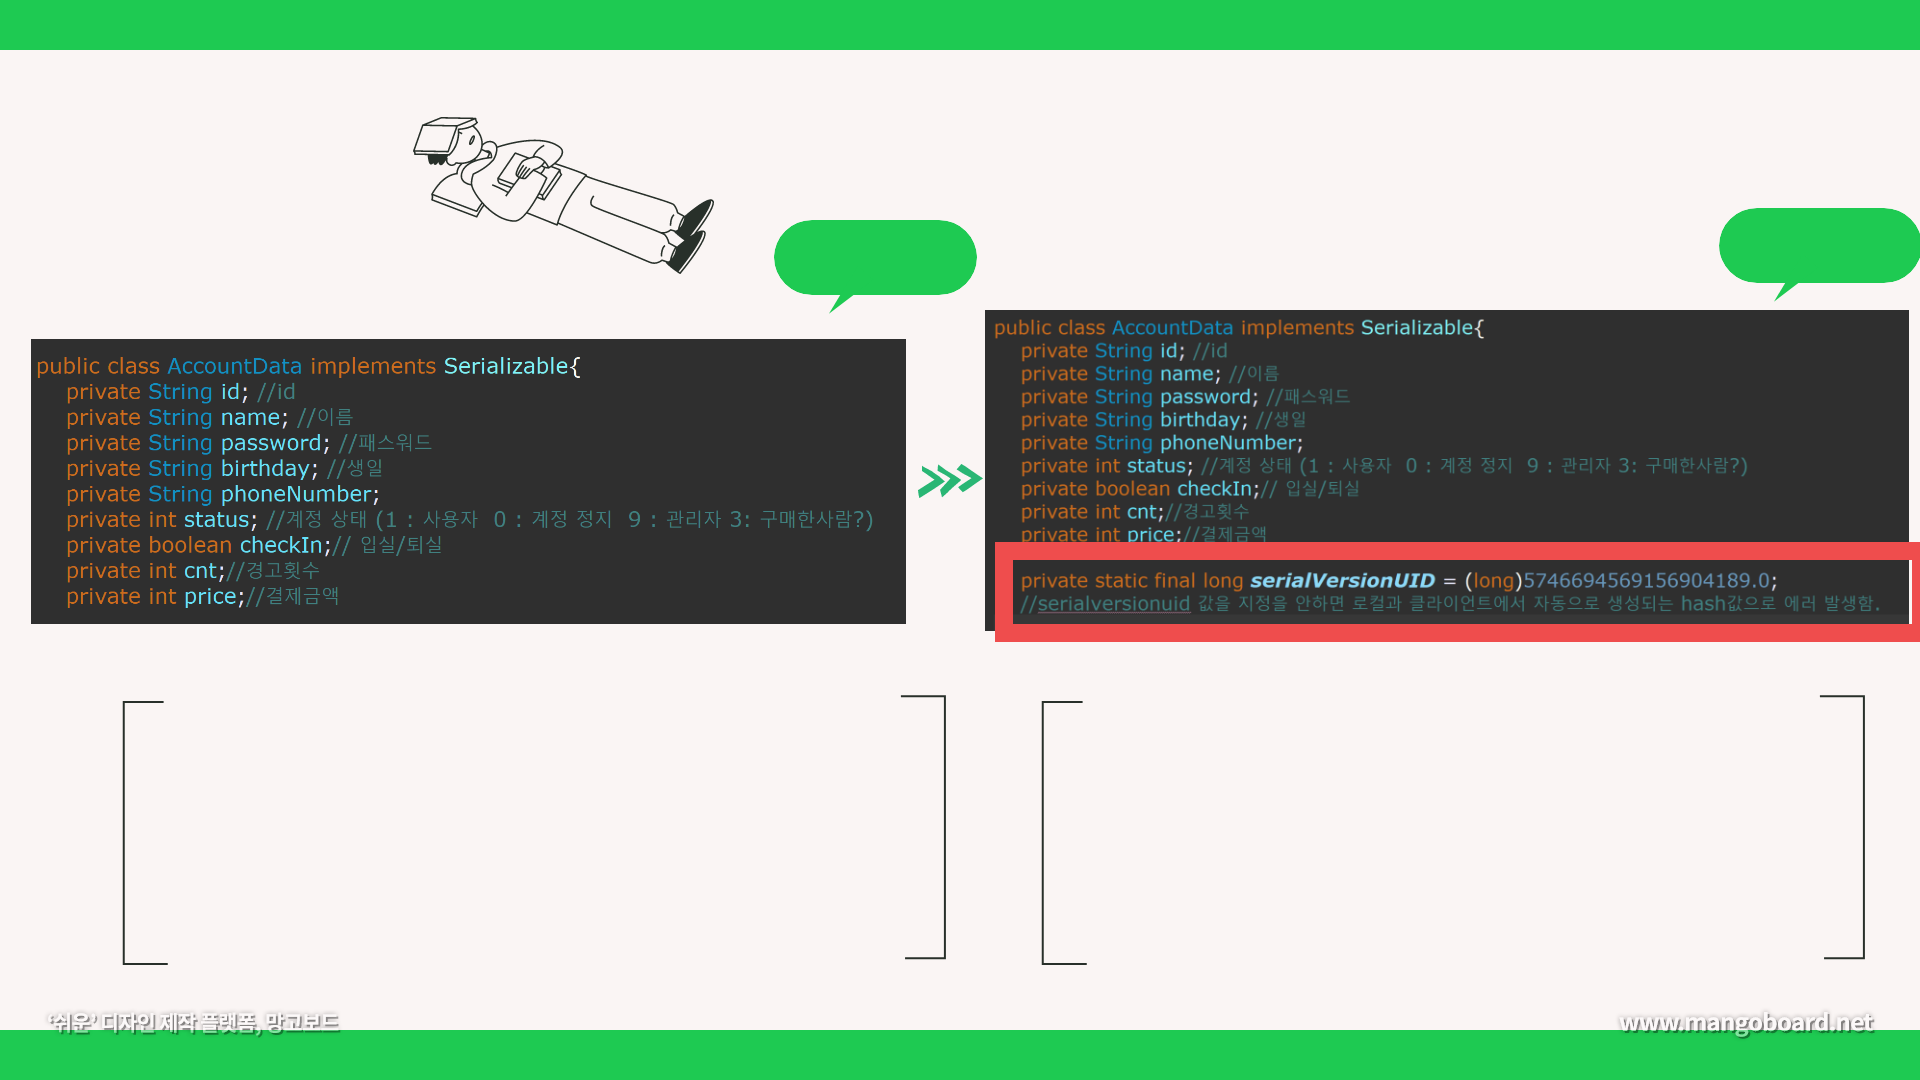 public class AccountData implements Serializable{
private String id; //id
private String name; //이름
private String password; //패스워드
private String birthday; //생일
private String phoneNumber;
private int status; //계정 상태 (1 : 사용자  0 : 계정 정지  9 : 관리자 3: 구매한사람?)
private boolean checkIn;// 입실/퇴실
private int cnt;//경고횟수
private int price;//결제금액
public class AccountData implements Serializable{
private String id; //id
private String name; //이름
private String password; //패스워드
private String birthday; //생일
private String phoneNumber;
private int status; //계정 상태 (1 : 사용자  0 : 계정 정지  9 : 관리자 3: 구매한사람?)
private boolean checkIn;// 입실/퇴실
private int cnt;//경고횟수
private int price;//결제금액
private static final long serialVersionUID = (long)5746694569156904189.0;
//serialversionuid 값을 지정을 안하면 로컬과 클라이언트에서 자동으로 생성되는 hash값으로 에러 발생함.
‘쉬운’ 디자인 제작 플랫폼, 망고보드
www.mangoboard.net